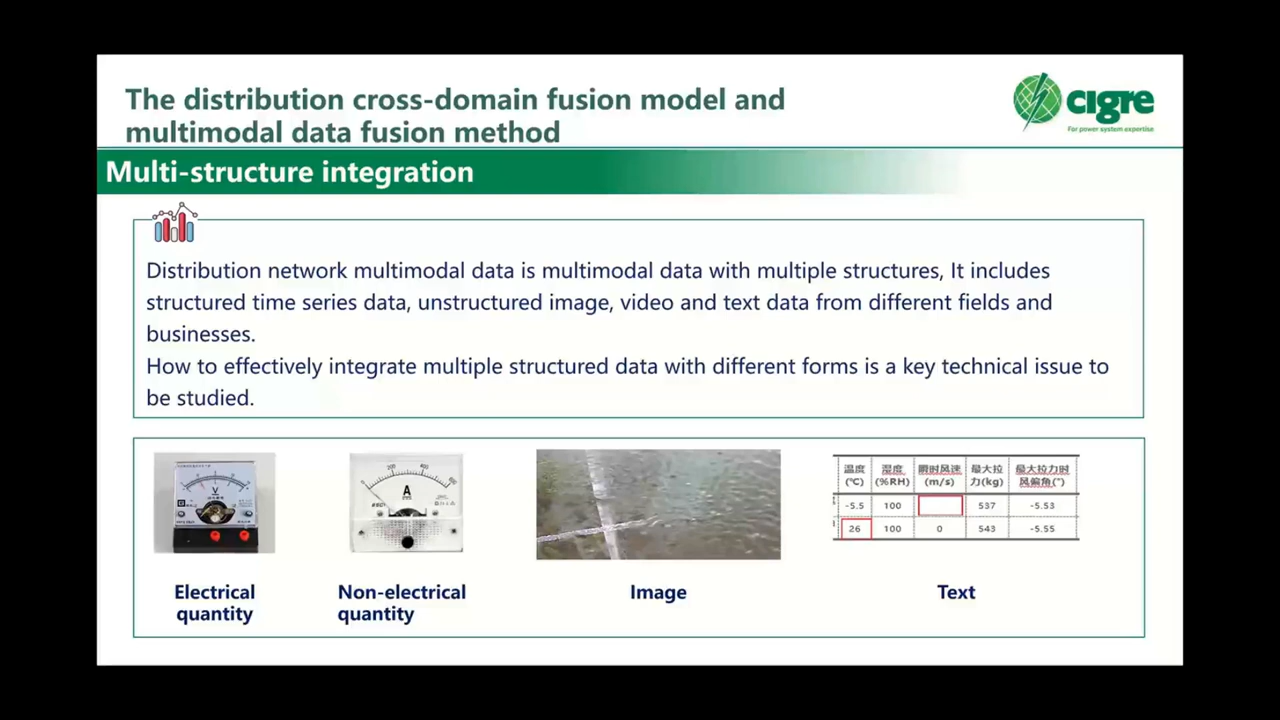 The distribution cross-domain fusion model and
multimodal data fusion method
cigre
For power system expertise
Multi-structure integration
Distribution network multimodal data is multimodal data with multiple structures, It includes
structured time series data, unstructured image, video and text data from different fields and
businesses.
How to effectively integrate multiple structured data with different forms is a key technical issue to
be studied.
V
200 400
A
温度 湿度 瞬时风速 最大拉 最大拉力时
(℃) (%RH) (m/s) 力(kg) 风偏角(°)
-5.5 100 537 -5.53
26 100 0 543 -5.55
Electrical
quantity
Non-electrical
quantity
Image
Text